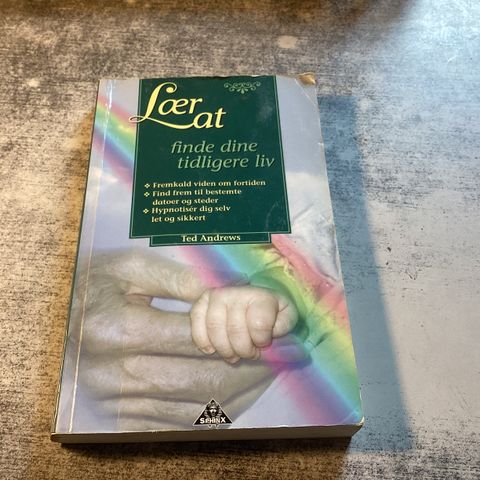 Lær
at
finde dine
tidligere liv
❖ Fremkald viden om fortiden
❖ Find frem til bestemte
datoer og steder
❖ Hypnotisér dig selv
let og sikkert
Ted Andrews
SPHINX